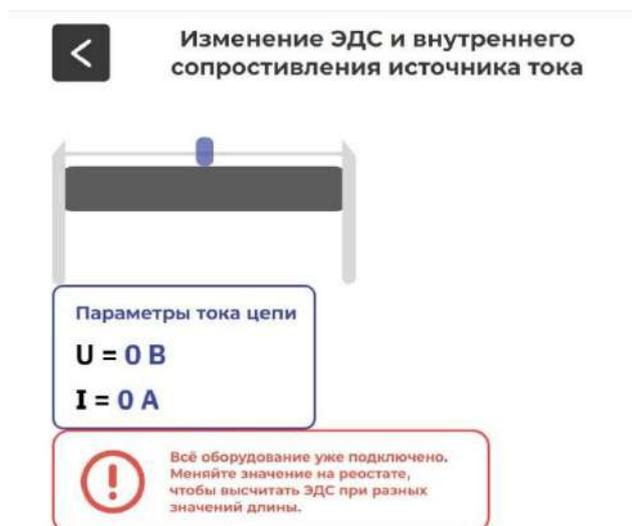 Изменение ЭДС и внутреннего
сопростивления источника тока
Параметры тока цепи
U = 0 В
I = 0 А
Всё оборудование уже подключено.
Меняйте значение на реостате,
чтобы высчитать ЭДС при разных
значений длины.